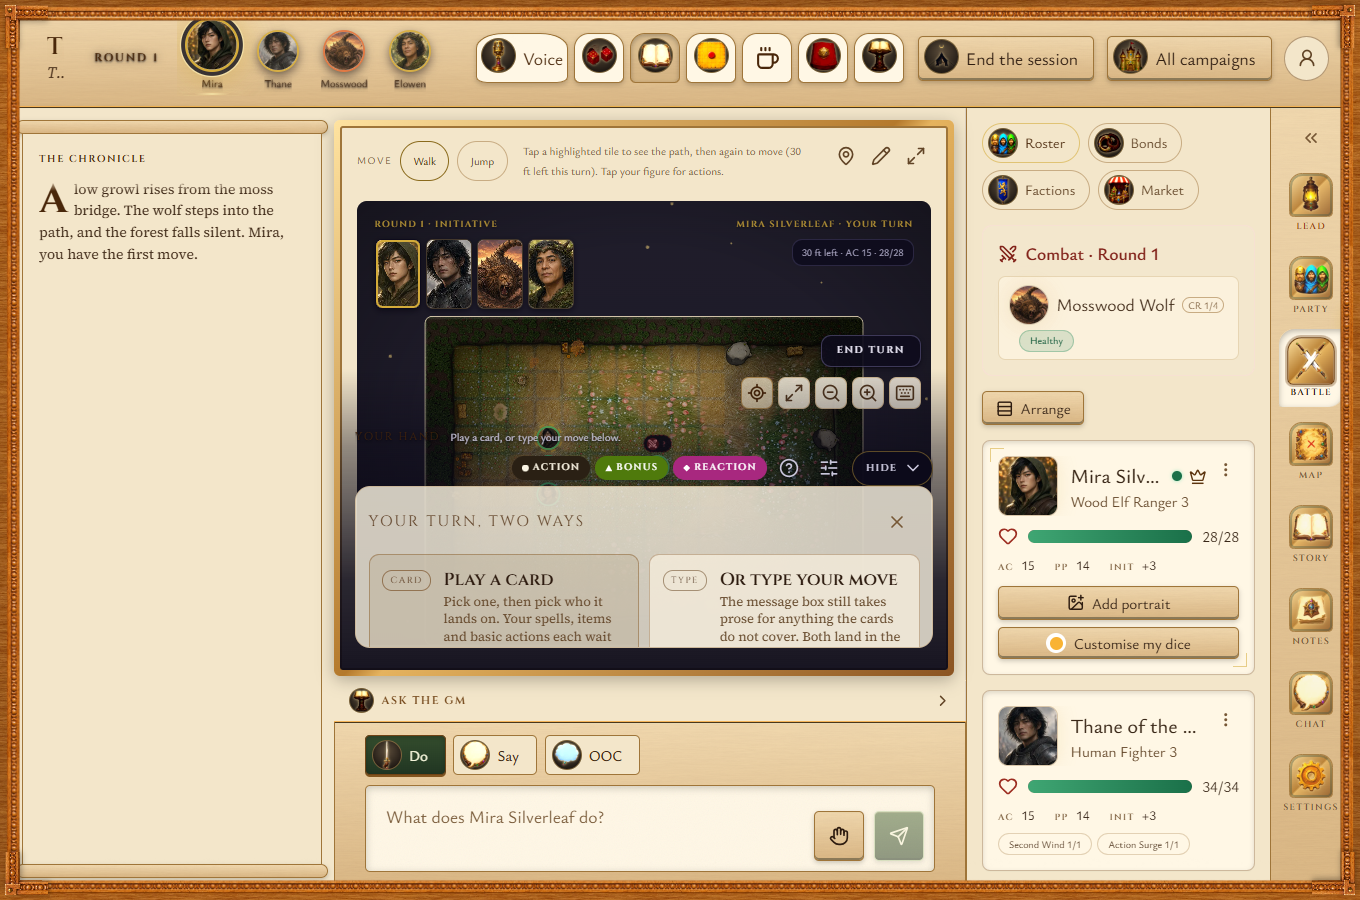 T
T..
ROUND 1
Mira
Thane
Mosswood
Elowen
Voice
End the session
All campaigns
THE CHRONICLE
A low growl rises from the moss
bridge. The wolf steps into the
path, and the forest falls silent. Mira,
you have the first move.
MOVE
Walk
Jump
Tap a highlighted tile to see the path, then again to move (30
ft left this turn). Tap your figure for actions.
ROUND 1 · INITIATIVE
MIRA SILVERLEAF · YOUR TURN
30 ft left · AC 15 · 28/28
END TURN
YOUR HAND
Play a card, or type your move below.
ACTION
BONUS
REACTION
HIDE
YOUR TURN, TWO WAYS
CARD
PLAY A CARD
Pick one, then pick who it
lands on. Your spells, items
and basic actions each wait
TYPE
OR TYPE YOUR MOVE
The message box still takes
prose for anything the cards
do not cover. Both land in the
ASK THE GM
Do
Say
OOC
What does Mira Silverleaf do?
Roster
Bonds
Factions
Market
Combat · Round 1
Mosswood Wolf
CR 1/4
Healthy
Arrange
Mira Silv...
Wood Elf Ranger 3
28/28
AC 15 PP 14 INIT +3
Add portrait
Customise my dice
Thane of the ...
Human Fighter 3
34/34
AC 15 PP 14 INIT +3
Second Wind 1/1
Action Surge 1/1
LEAD
PARTY
BATTLE
MAP
STORY
NOTES
CHAT
SETTINGS